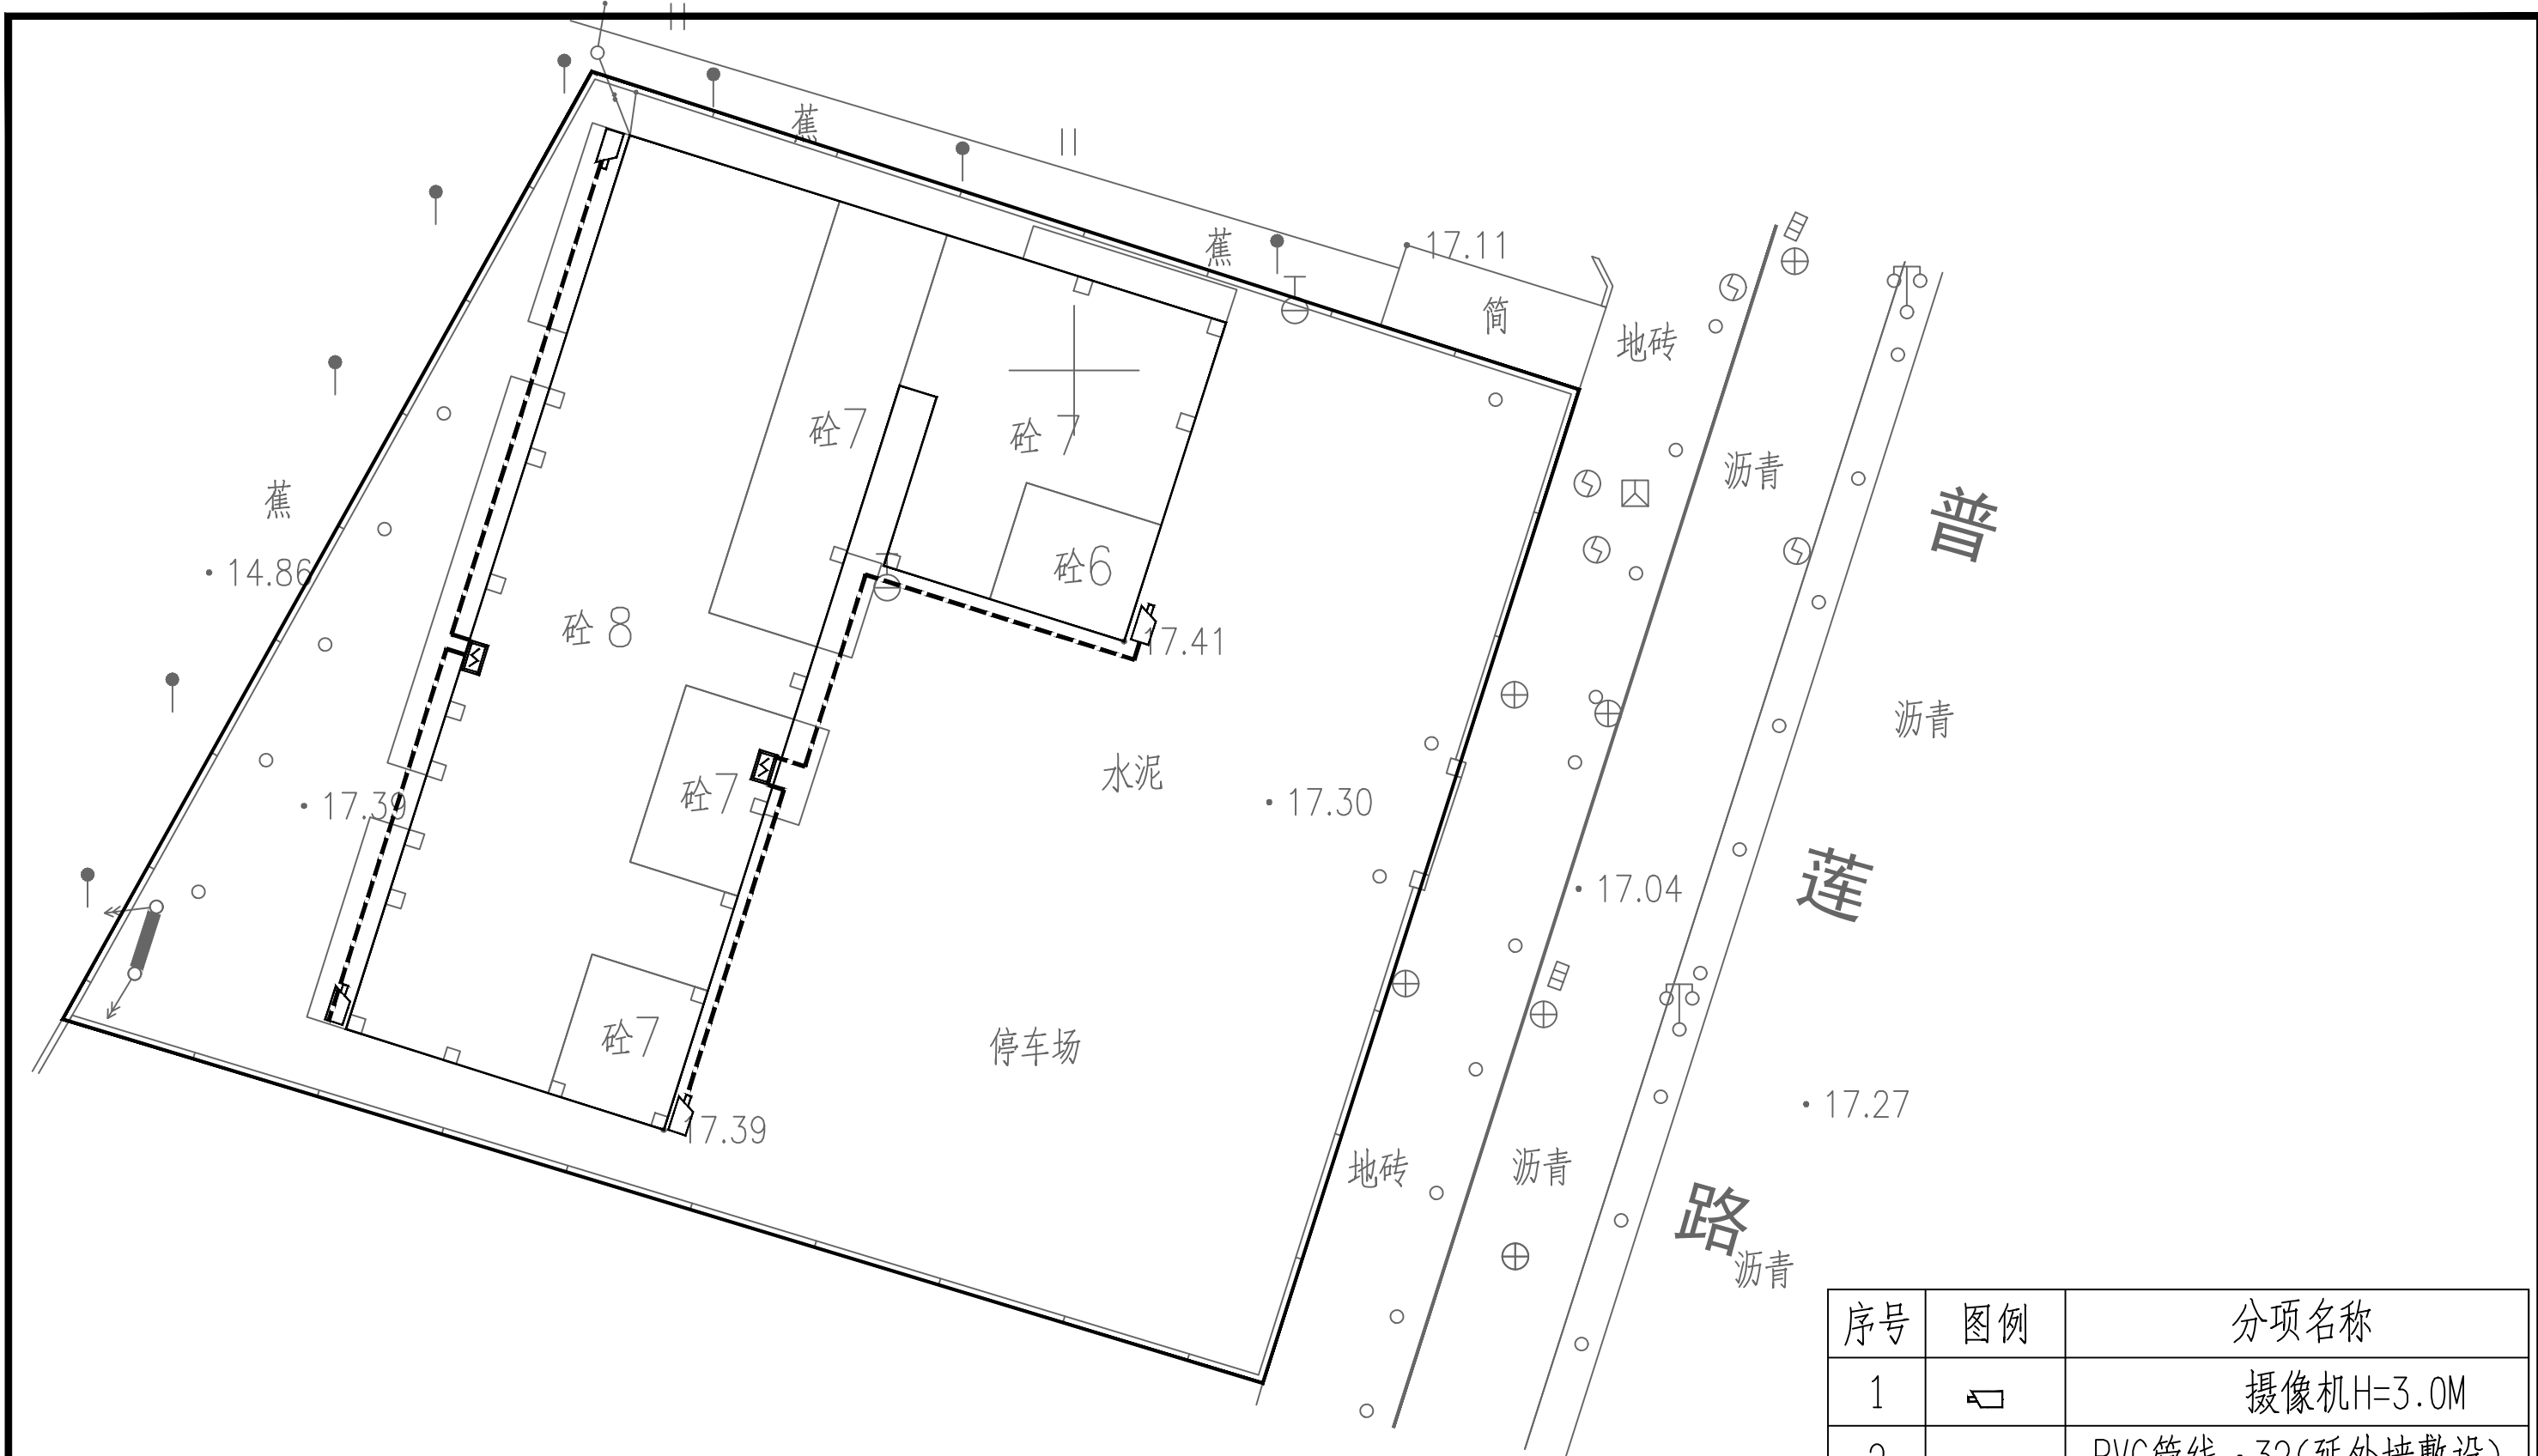 蕉
蕉
17.11
简
地砖
砼7
砼7
沥青
普
蕉
14.86
砼6
砼8
17.41
沥青
水泥
砼7
17.30
17.39
17.04
莲
砼7
停车场
17.27
17.39
地砖
沥青
路
沥青
序号 图例 分项名称
1 摄像机H=3.0M
2